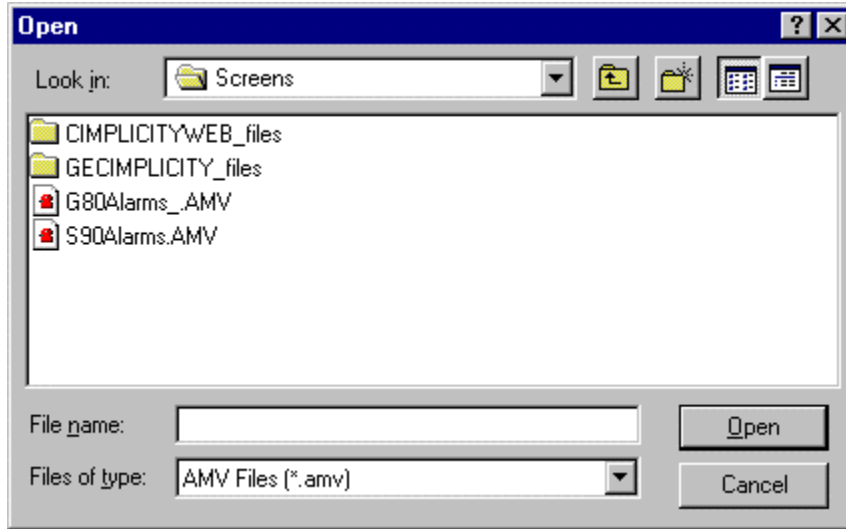 Open
Look in: Screens
CIMPLICITYWEB_files
GECIMPLICITY_files
G80Alarms_.AMV
S90Alarms.AMV
File name: Open
Files of type: AMV Files (*.amv) Cancel